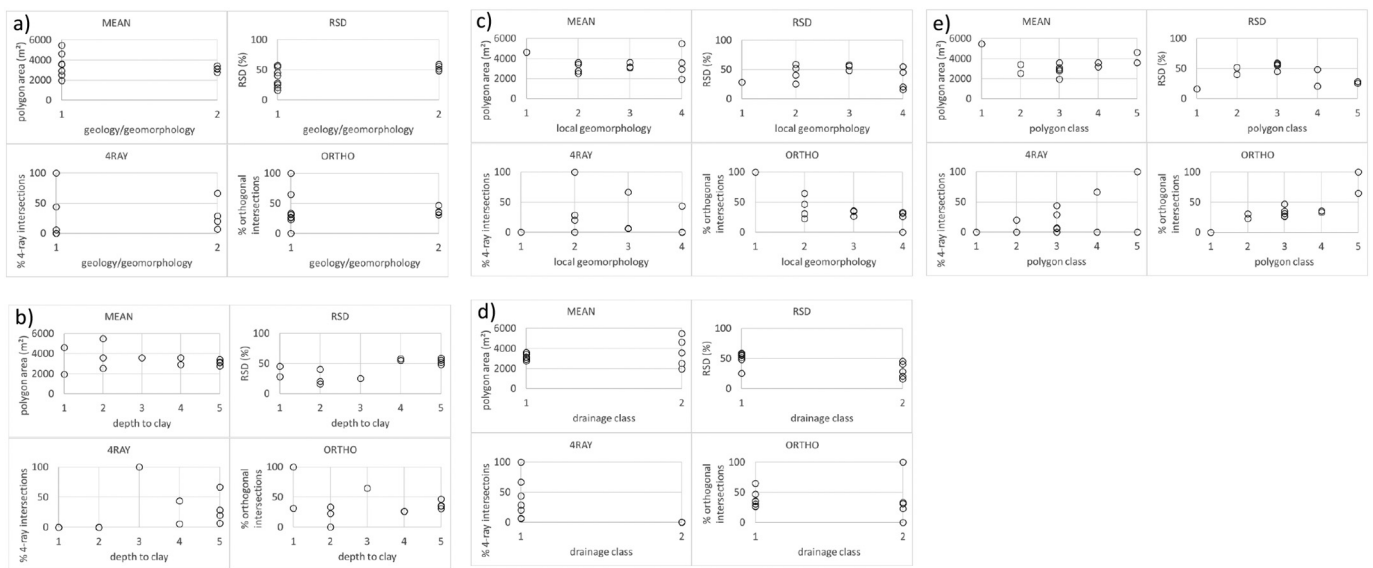 a)
MEAN
polygon area (m²)
6000
4000
2000
0
1
2
geology/geomorphology
RSD
RSD (%)
100
50
0
1
2
geology/geomorphology
4RAY
% 4-ray intersections
100
50
0
1
2
geology/geomorphology
ORTHO
% orthogonal
intersections
100
50
0
1
2
geology/geomorphology
b)
MEAN
polygon area (m²)
6000
4000
2000
0
1 2 3 4 5
depth to clay
RSD
RSD (%)
100
50
0
1 2 3 4 5
depth to clay
4RAY
% 4-ray intersections
100
50
0
1 2 3 4 5
depth to clay
ORTHO
% orthogonal
intersections
100
50
0
1 2 3 4 5
depth to clay
c)
MEAN
polygon area (m²)
6000
4000
2000
0
1 2 3 4
local geomorphology
RSD
RSD (%)
100
50
0
1 2 3 4
local geomorphology
4RAY
% 4-ray intersections
100
50
0
1 2 3 4
local geomorphology
ORTHO
% orthogonal
intersections
100
50
0
1 2 3 4
local geomorphology
d)
MEAN
polygon area (m²)
6000
4000
2000
0
1 2
drainage class
RSD
RSD (%)
100
50
0
1 2
drainage class
4RAY
% 4-ray intersectoins
100
50
0
1 2
drainage class
ORTHO
% orthogonal
intersections
100
50
0
1 2
drainage class
e)
MEAN
polygon area (m²)
6000
4000
2000
0
1 2 3 4 5
polygon class
RSD
RSD (%)
100
50
0
1 2 3 4 5
polygon class
4RAY
% 4-ray intersections
100
50
0
1 2 3 4 5
polygon class
ORTHO
% orthogonal
intersections
100
50
0
1 2 3 4 5
polygon class